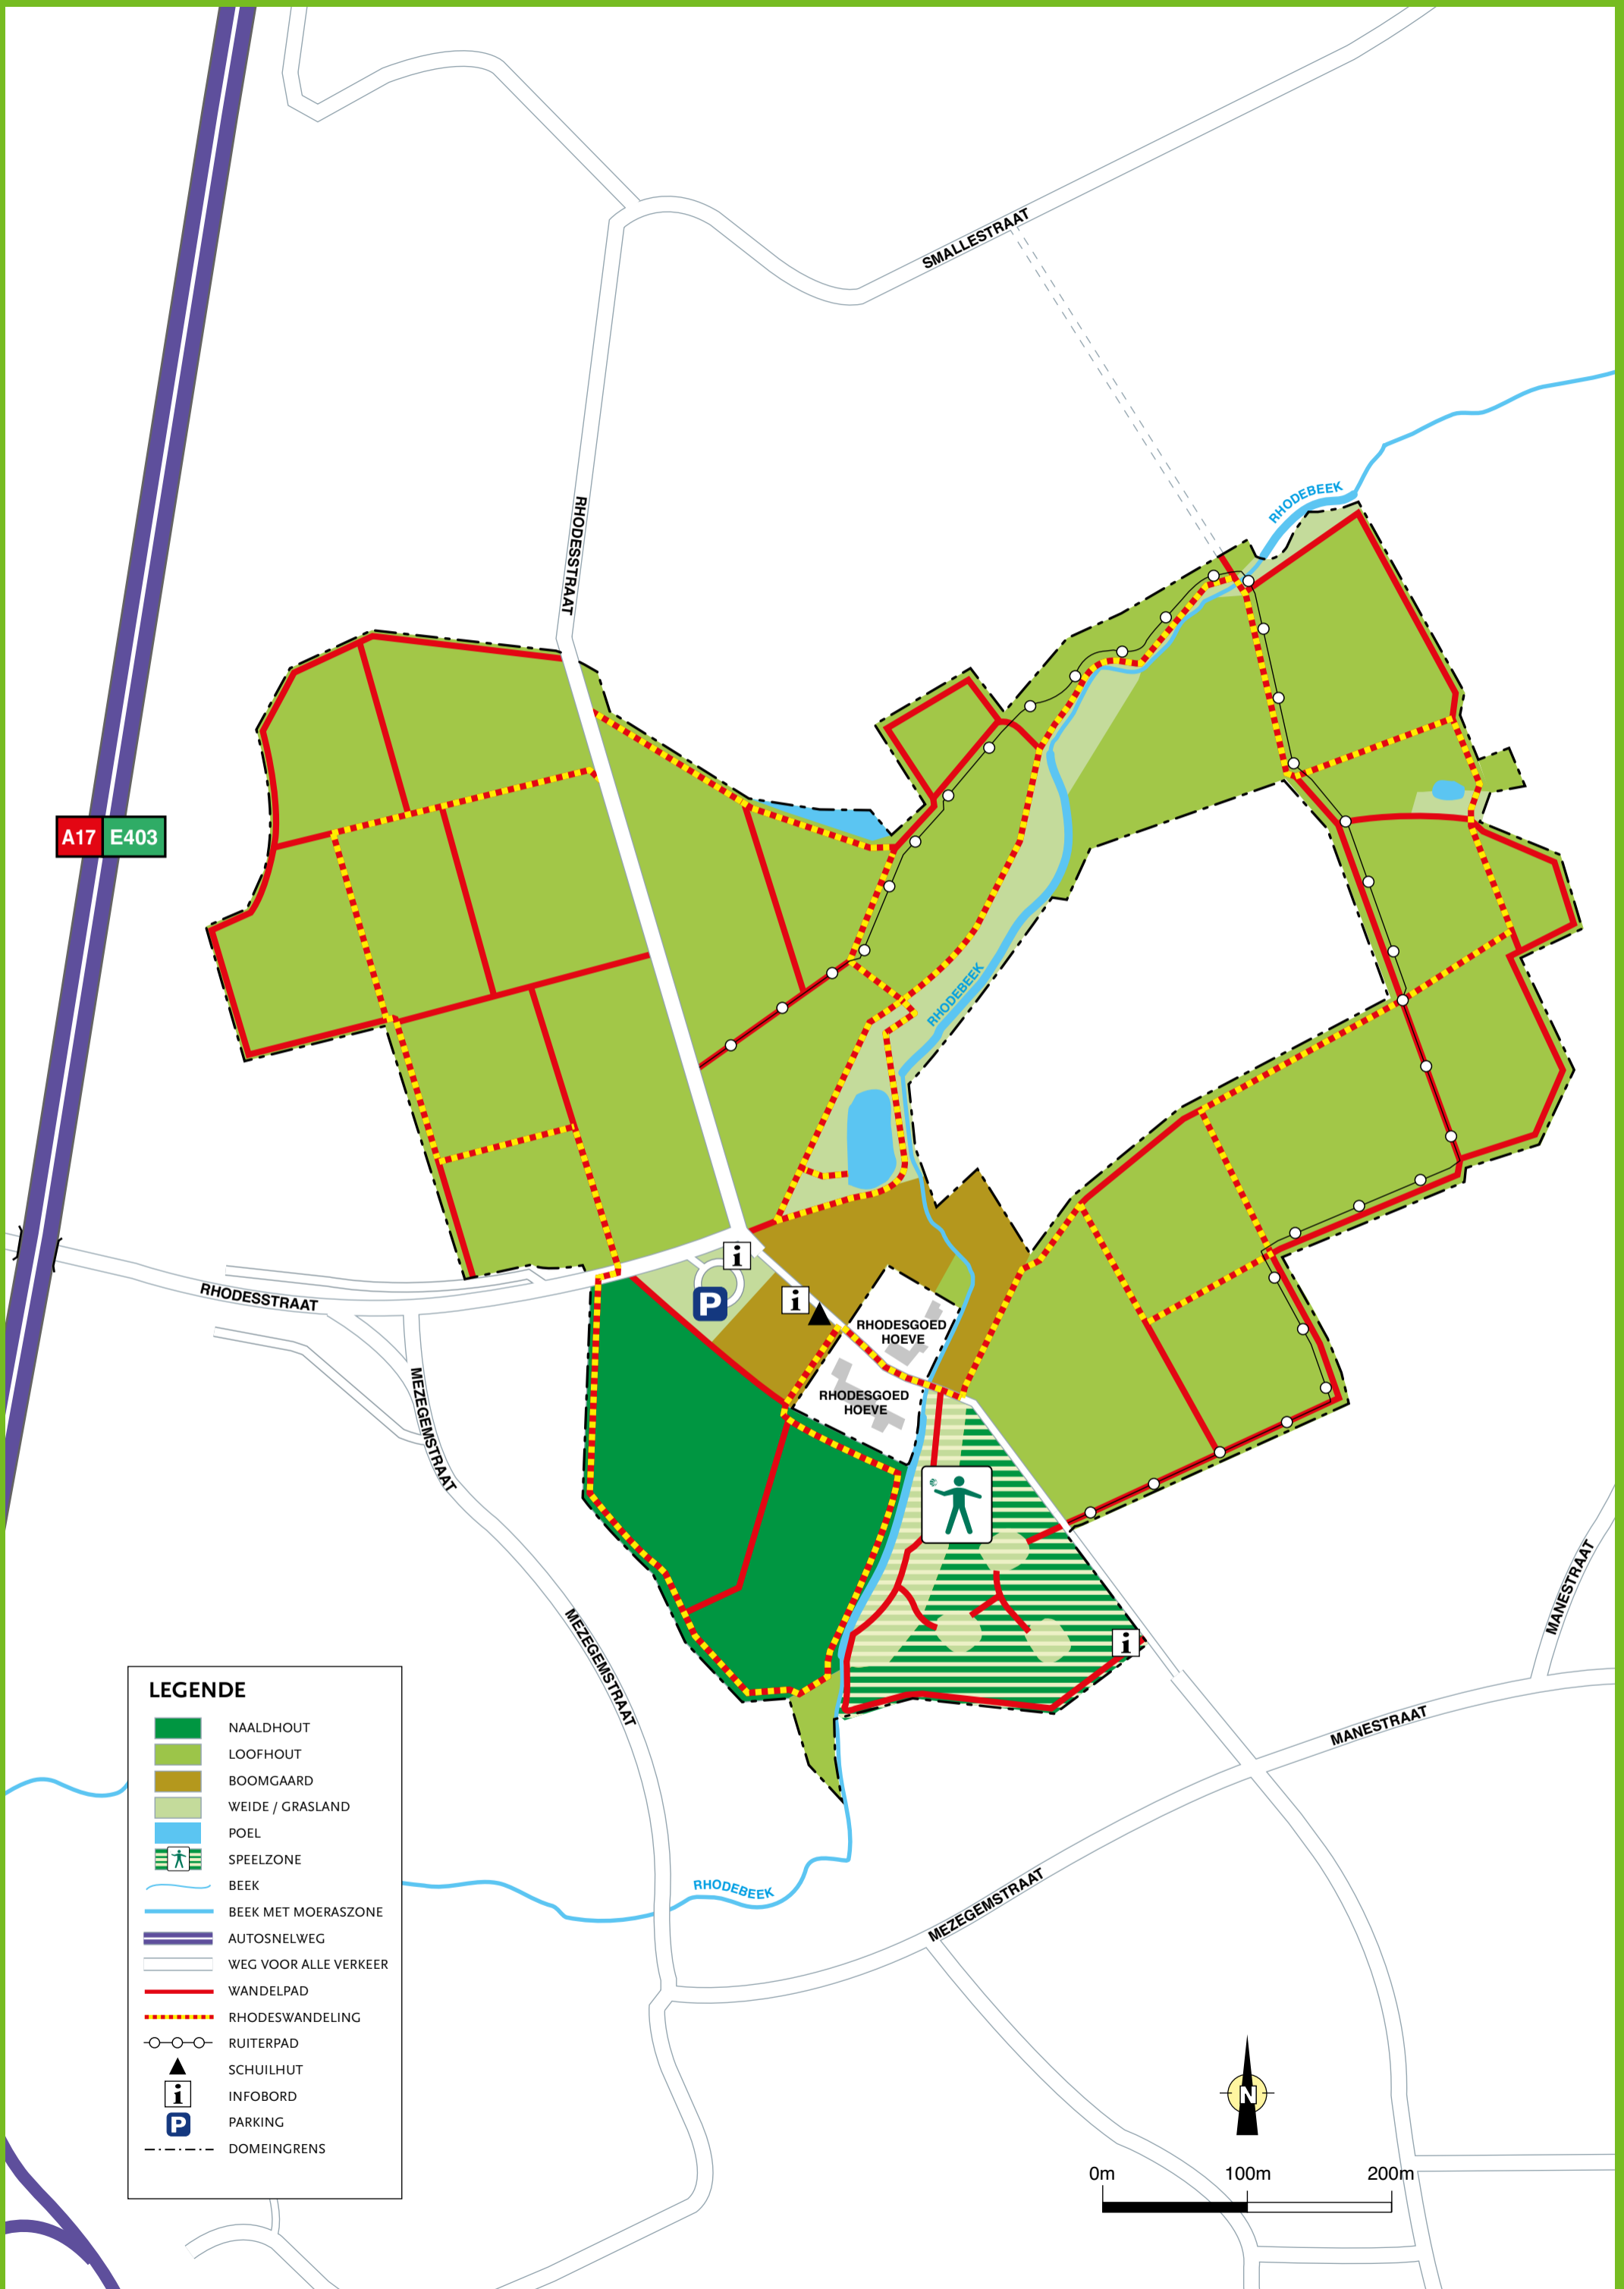 SMALLESTRAAT
RHODEBEEK
RHODESSTRAAT
A17 E403
RHODEBEEK
i
RHODESSTRAAT
P
i
RHODESGOED
HOEVE
RHODESGOED
HOEVE
MEZEGEMSTRAAT
MANESTRAAT
MEZEGEMSTRAAT
i
MANESTRAAT
RHODEBEEK
MEZEGEMSTRAAT
LEGENDE
NAALDHOUT
LOOFHOUT
BOOMGAARD
WEIDE / GRASLAND
POEL
SPEELZONE
BEEK
BEEK MET MOERASZONE
AUTOSNELWEG
WEG VOOR ALLE VERKEER
WANDELPAD
RHODESWANDELING
RUITERPAD
SCHUILHUT
i INFOBORD
P PARKING
DOMEINGRENS
N
0m 100m 200m